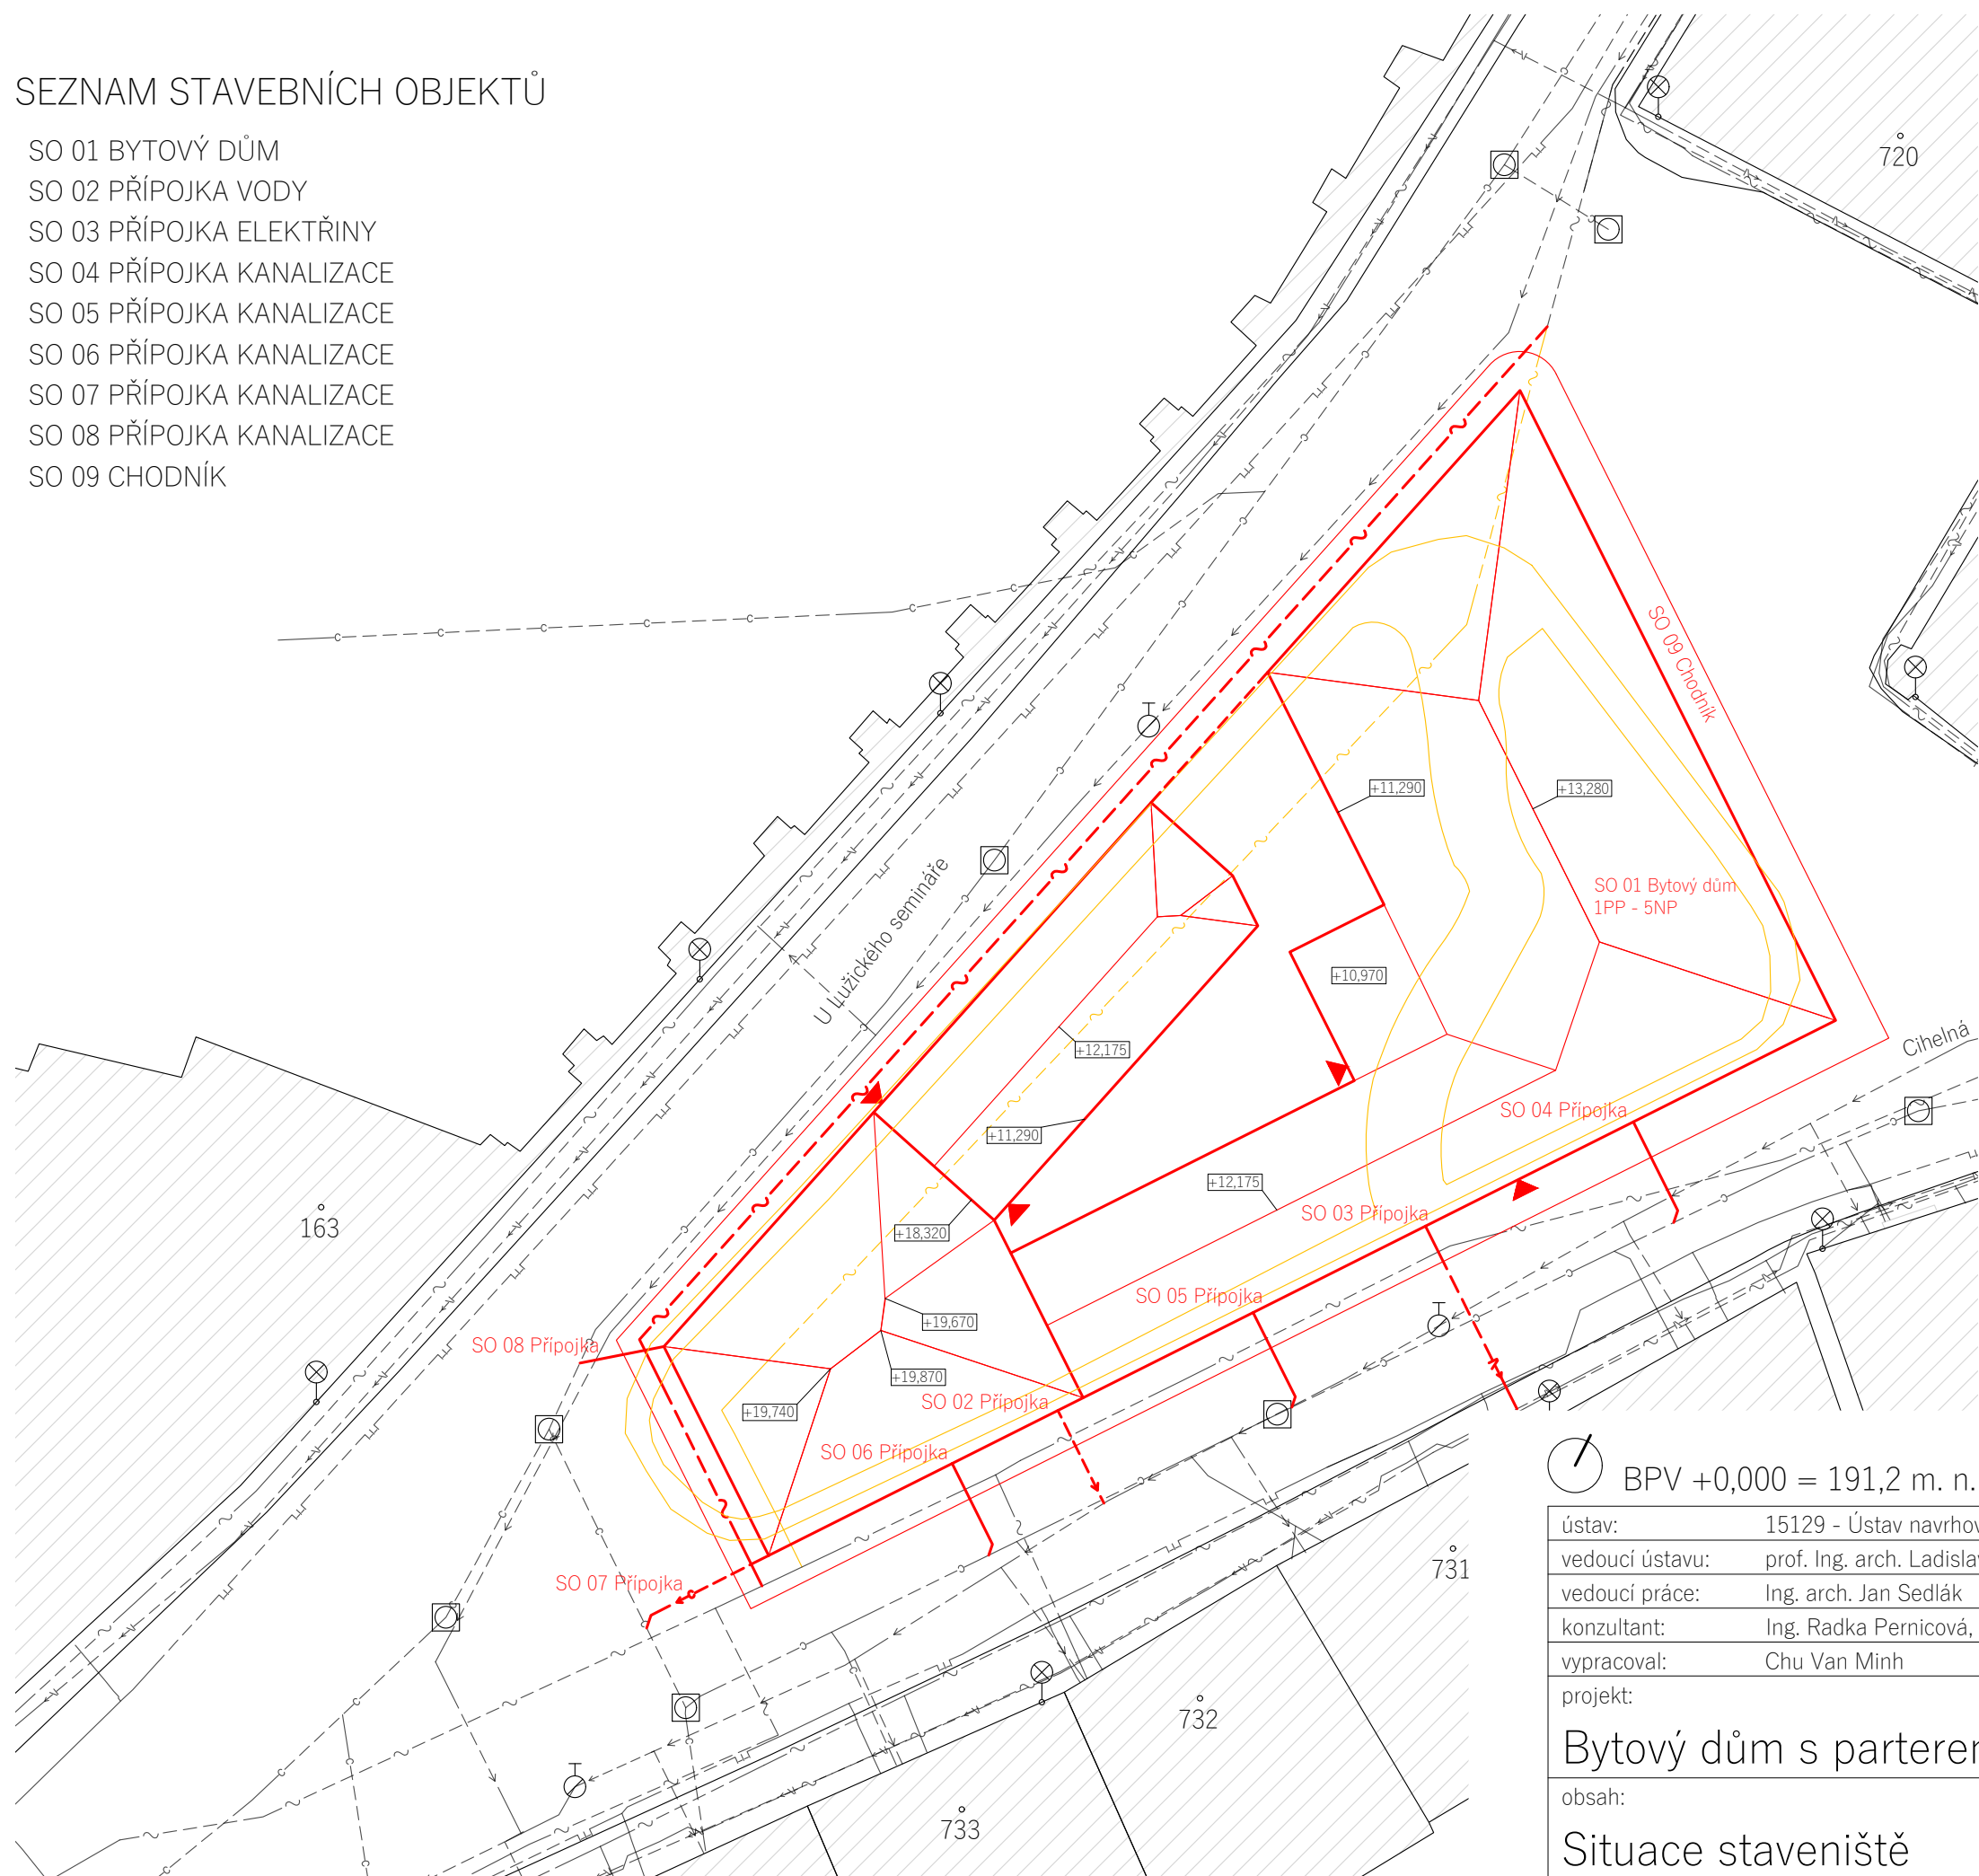 SEZNAM STAVEBNÍCH OBJEKTŮ
SO 01 BYTOVÝ DŮM
SO 02 PŘÍPOJKA VODY
SO 03 PŘÍPOJKA ELEKTŘINY
SO 04 PŘÍPOJKA KANALIZACE
SO 05 PŘÍPOJKA KANALIZACE
SO 06 PŘÍPOJKA KANALIZACE
SO 07 PŘÍPOJKA KANALIZACE
SO 08 PŘÍPOJKA KANALIZACE
SO 09 CHODNÍK
720
SO 09 Chodník
+11,290
+13,280
SO 01 Bytový dům
1PP - 5NP
U Lužického semináře
+10,970
+12,175
Cihelná
+11,290
SO 04 Přípojka
+12,175
SO 03 Přípojka
163
+18,320
SO 05 Přípojka
+19,670
SO 08 Přípojka
+19,870
SO 02 Přípojka
+19,740
SO 06 Přípojka
SO 07 Přípojka
731
732
733
BPV +0,000 = 191,2 m. n.
ústav: 15129 - Ústav navrhov
vedoucí ústavu: prof. Ing. arch. Ladislav
vedoucí práce: Ing. arch. Jan Sedlák
konzultant: Ing. Radka Pernicová,
vypracoval: Chu Van Minh
projekt:
Bytový dům s parterem
obsah:
Situace staveniště